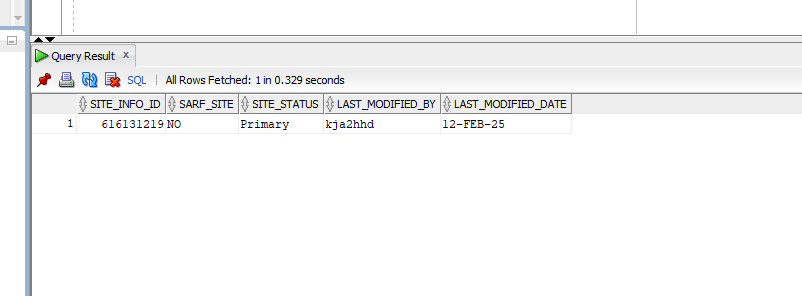 Query Result x
SQL | All Rows Fetched: 1 in 0.329 seconds
SITE_INFO_ID SARF_SITE SITE_STATUS LAST_MODIFIED_BY LAST_MODIFIED_DATE
1 616131219 NO Primary kja2hhd 12-FEB-25